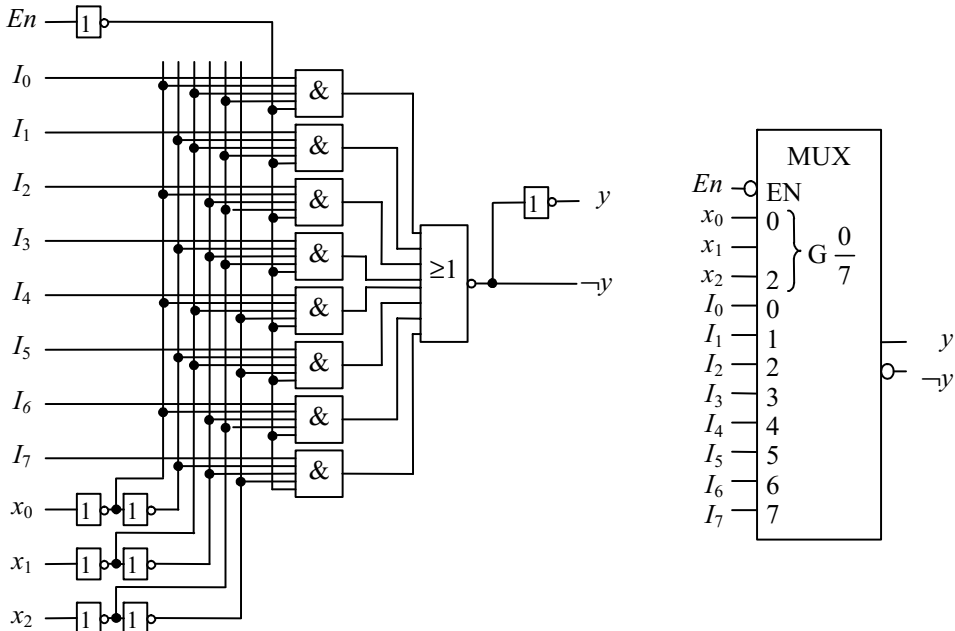 En 1
I₀ &
I₁ &
I₂ &
I₃ &
I₄ &
I₅ &
I₆ &
I₇ &
x₀ 1 1
x₁ 1 1
x₂ 1 1
≥1
1 y
¬y
MUX
En EN
x₀ 0
x₁ G 0/7
x₂ 2
I₀ 0
I₁ 1
I₂ 2
I₃ 3
I₄ 4
I₅ 5
I₆ 6
I₇ 7
y
¬y